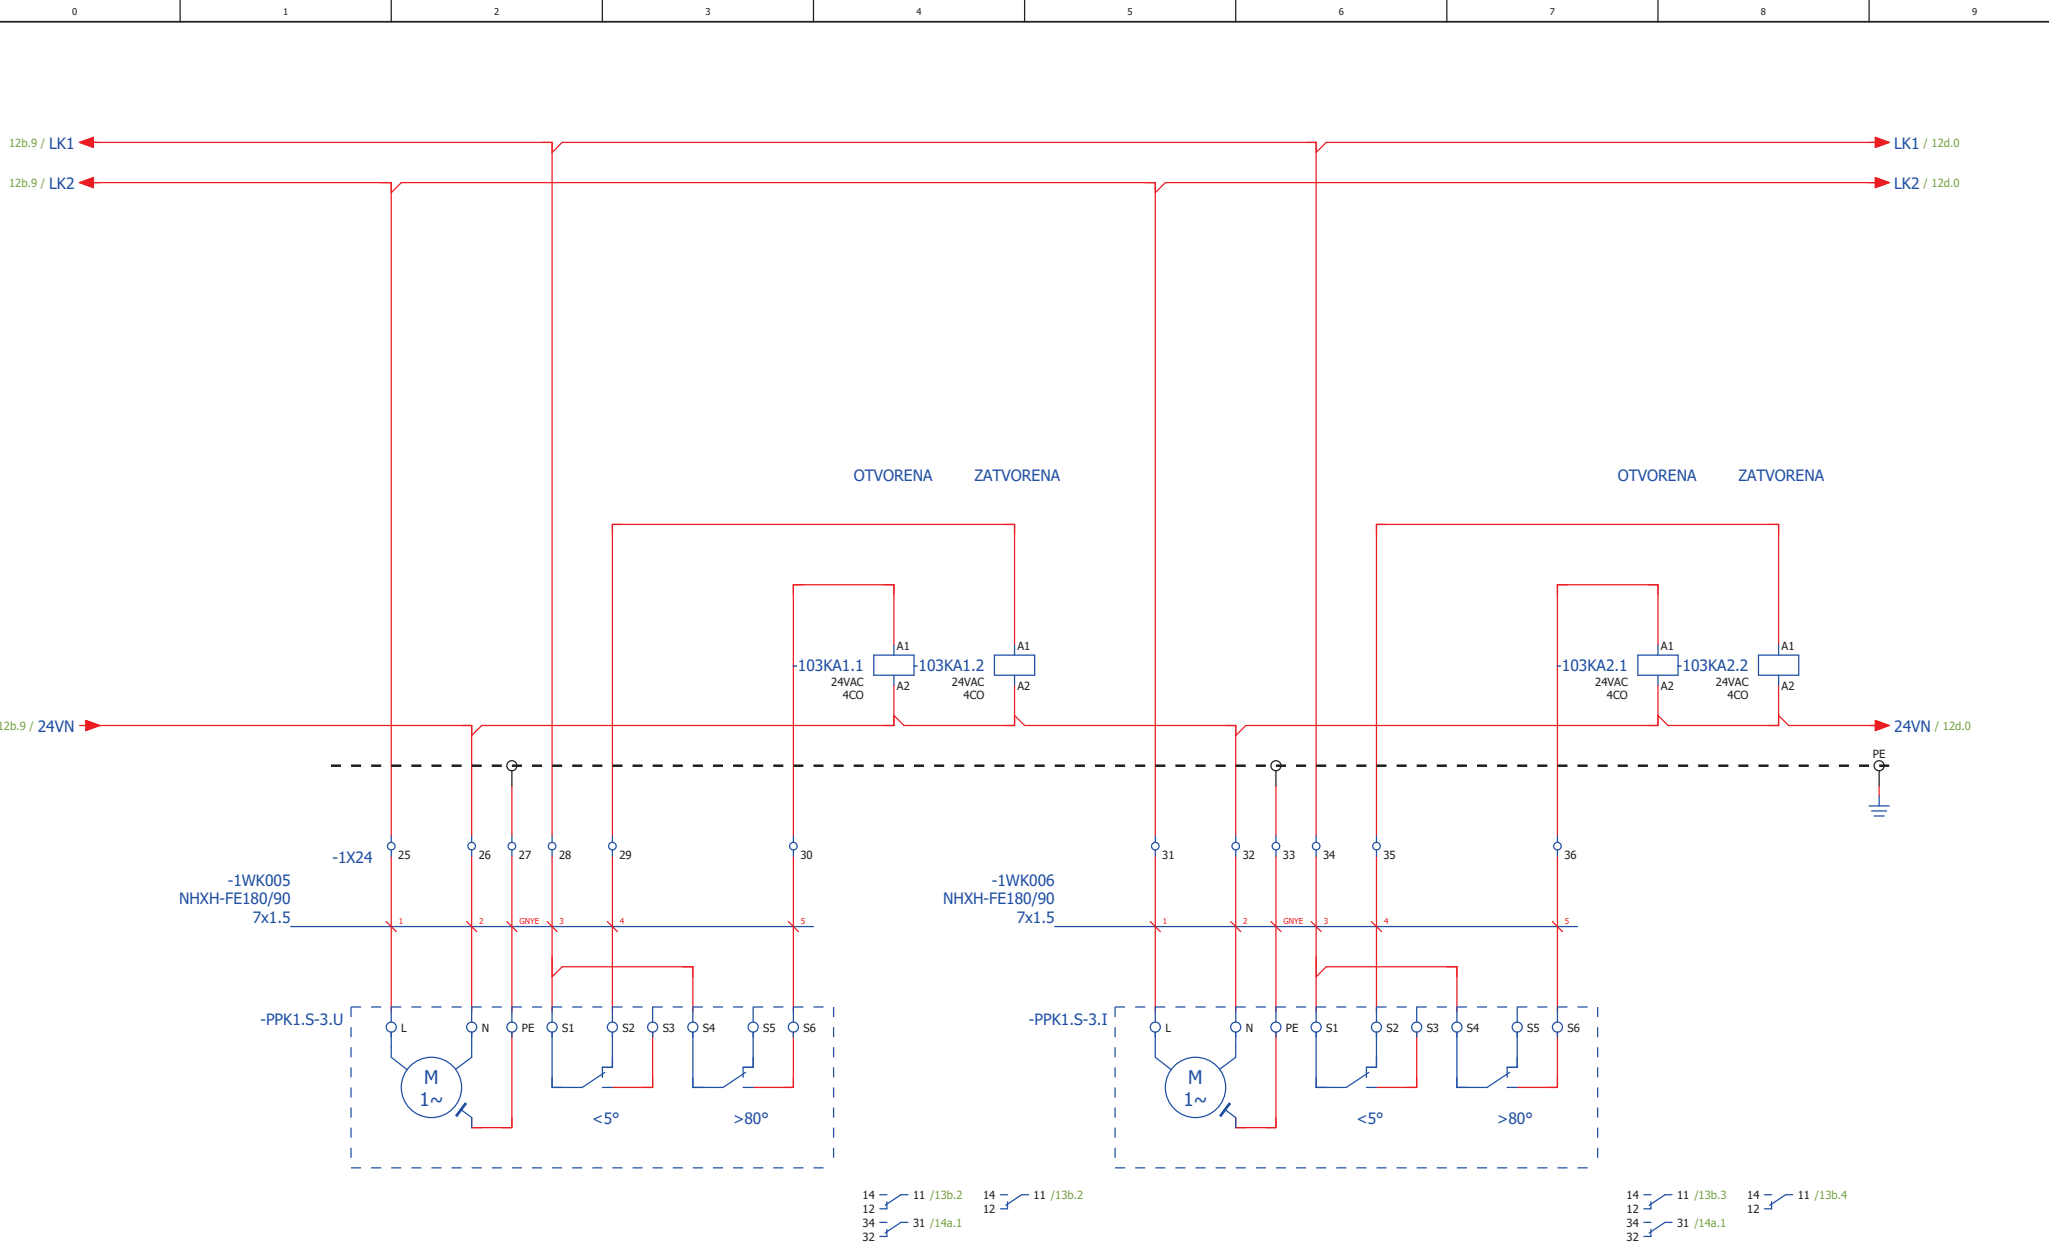 0 1 2 3 4 5 6 7 8 9
12b.9 / LK1 LK1 / 12d.0
12b.9 / LK2 LK2 / 12d.0
OTVORENA ZATVORENA OTVORENA ZATVORENA
A1 A1 A1 A1
-103KA1.1 -103KA1.2 -103KA2.1 -103KA2.2
24VAC A2 24VAC A2 24VAC A2 24VAC A2
4CO 4CO 4CO 4CO
12b.9 / 24VN 24VN / 12d.0
PE
-1X24 25 26 27 28 29 30 31 32 33 34 35 36
-1WK005 -1WK006
NHXH-FE180/90 NHXH-FE180/90
7x1.5 1 2 GNYE 3 4 5 7x1.5 1 2 GNYE 3 4 5
-PPK1.S-3.U L N PE S1 S2 S3 S4 S5 S6 -PPK1.S-3.I L N PE S1 S2 S3 S4 S5 S6
M M
1~ 1~
<5° >80° <5° >80°
14 11 /13b.2 14 11 /13b.2 14 11 /13b.3 14 11 /13b.4
12 12 12 12
34 31 /14a.1 34 31 /14a.1
32 32